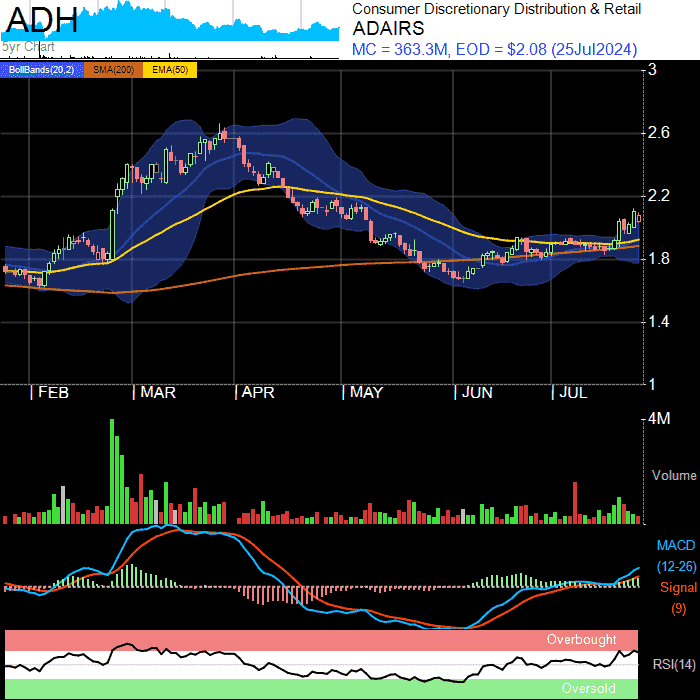 ADH
5yr Chart
Consumer Discretionary Distribution & Retail
ADAIRS
MC = 363.3M, EOD = $2.08 (25Jul2024)
BollBands(20,2) SMA(200) EMA(50)
3
2.6
2.2
1.8
1.4
1
FEB MAR APR MAY JUN JUL
4M
Volume
MACD
(12-26)
Signal
(9)
Overbought
RSI(14)
Oversold